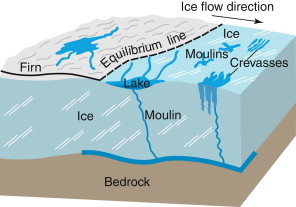 Ice flow direction
Equilibrium line
Ice
Moulins
Crevasses
Firn
Lake
Ice
Moulin
Bedrock